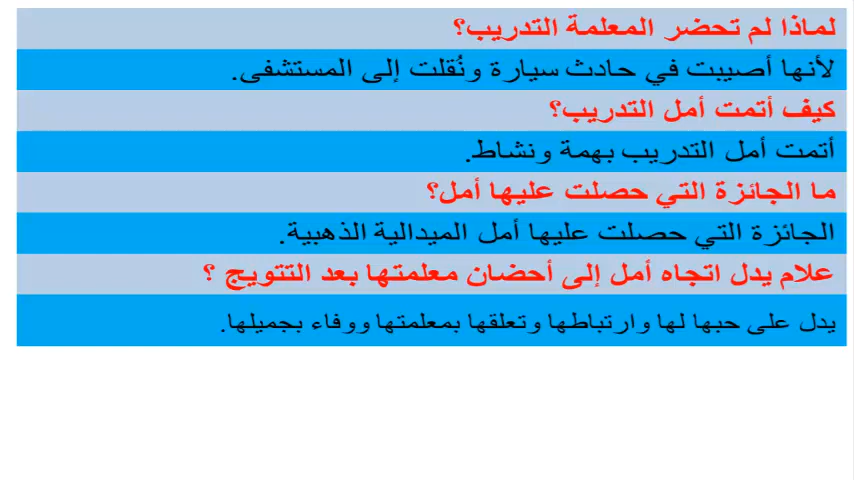 لماذا لم تحضر المعلمة التدريب؟
لأنها أصيبت في حادث سيارة ونُقلت إلى المستشفى.
كيف أتمت أمل التدريب؟
أتمت أمل التدريب بهمة ونشاط.
ما الجائزة التي حصلت عليها أمل؟
الجائزة التي حصلت عليها أمل الميدالية الذهبية.
علام يدل اتجاه أمل إلى أحضان معلمتها بعد التتويج ؟
يدل على حبها لها وارتباطها وتعلقها بمعلمتها ووفاء بجميلها.